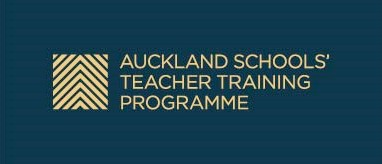 AUCKLAND SCHOOLS'
TEACHER TRAINING
PROGRAMME